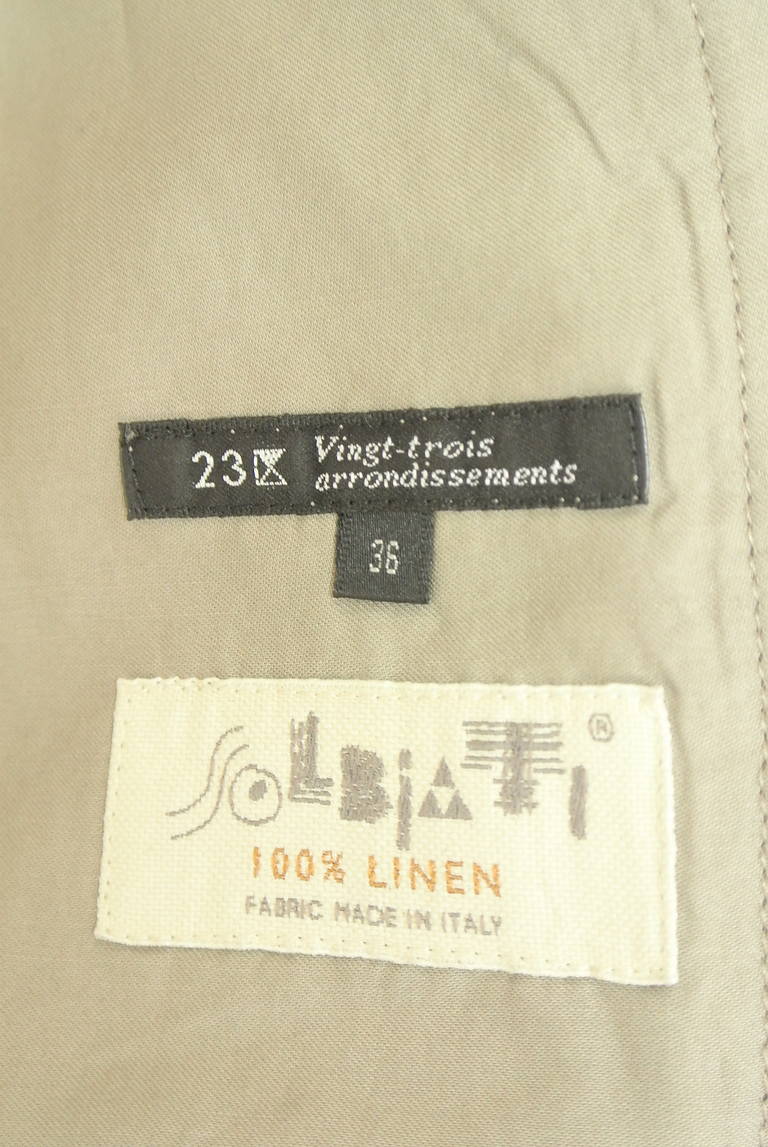 23区 Vingt-trois
arrondissements
36
SOLBIATI ®
100% LINEN
FABRIC MADE IN ITALY